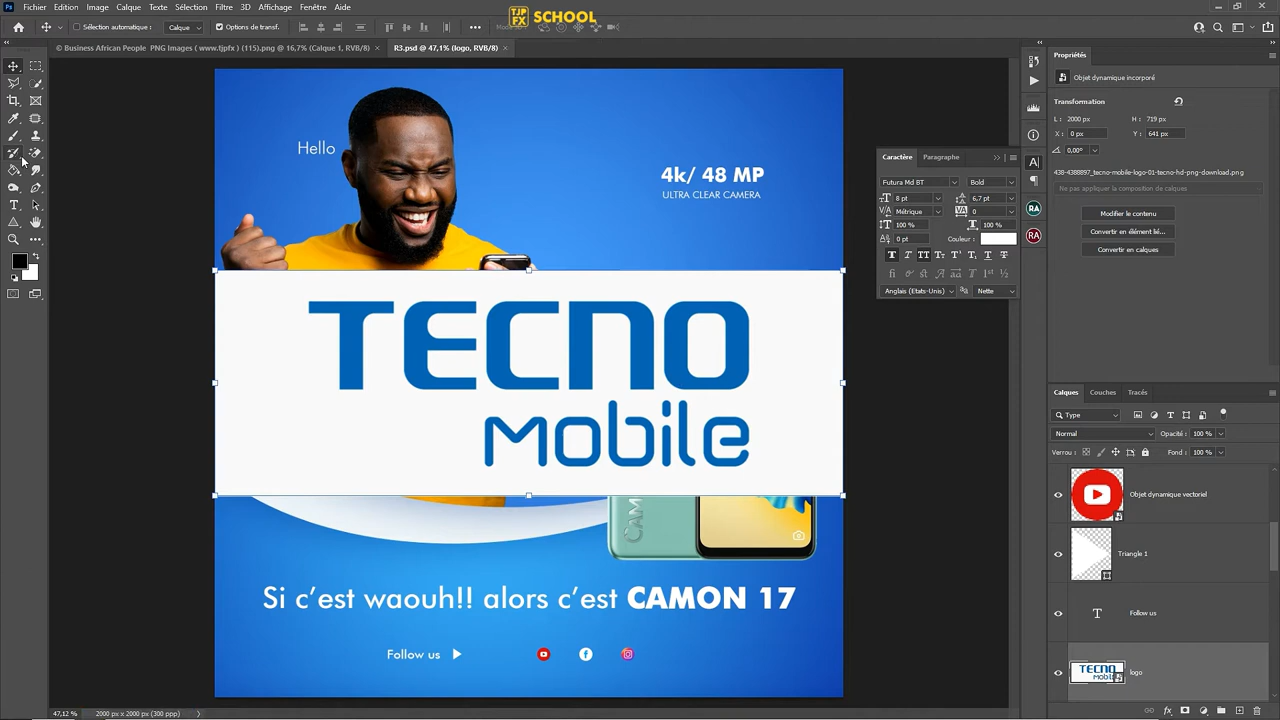 Ps
Fichier Edition Image Calque Texte Sélection Filtre 3D Affichage Fenêtre Aide
TJP FX SCHOOL
Sélection automatique :
Calque
Options de transf.
© Business African People PNG Images ( www.tjpfx ) (115).png @ 16,7% (Calque 1, RVB/8) ×
R3.psd @ 47,1% (logo, RVB/8) ×
Propriétés
Objet dynamique incorporé
Transformation
L : 2000 px
H : 719 px
X : 0 px
Y : 641 px
0,00°
438-4388897_tecno-mobile-logo-01-tecno-hd-png-download.png
Ne pas appliquer la composition de calques
Modifier le contenu
Convertir en élément lié...
Convertir en calques
Caractère Paragraphe
Futura Md BT
Bold
8 pt
6,7 pt
Métrique
0
100 %
100 %
0 pt
Couleur :
Anglais (Etats-Unis)
Nette
RA
RA
Hello
4k/ 48 MP
ULTRA CLEAR CAMERA
TECNO
mobile
CAM
Si c’est waouh!! alors c’est CAMON 17
Follow us
Calques Couches Tracés
Type
Normal
Opacité : 100 %
Verrou :
Fond : 100 %
Objet dynamique vectoriel
Triangle 1
Follow us
TECNO
mobile
logo
47,12 %
2000 px x 2000 px (300 ppp)